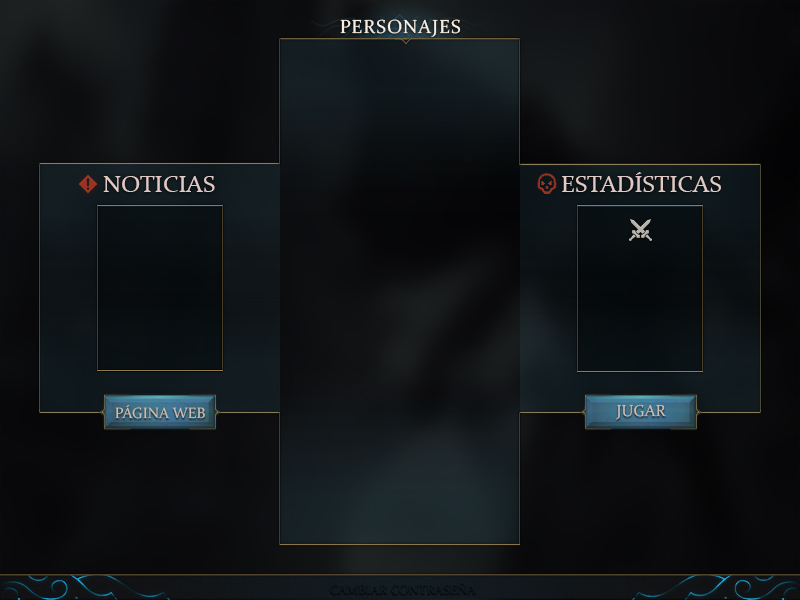 PERSONAJES
NOTICIAS
ESTADÍSTICAS
PÁGINA WEB
JUGAR
CAMBIAR CONTRASEÑA